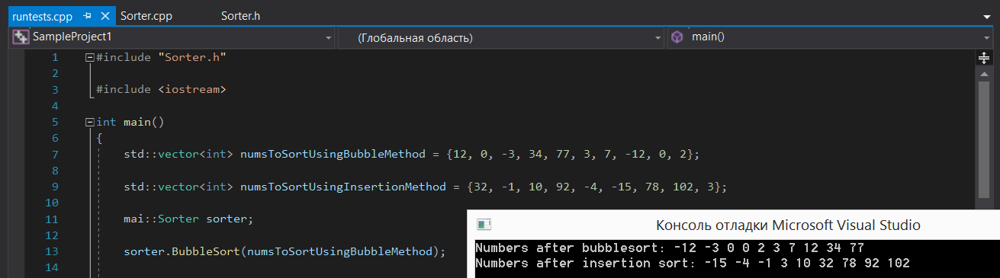 runtests.cpp Sorter.cpp Sorter.h
SampleProject1 (Глобальная область) main()
1 #include "Sorter.h"
2
3 #include <iostream>
4
5 int main()
6 {
7 std::vector<int> numsToSortUsingBubbleMethod = {12, 0, -3, 34, 77, 3, 7, -12, 0, 2};
8
9 std::vector<int> numsToSortUsingInsertionMethod = {32, -1, 10, 92, -4, -15, 78, 102, 3};
10
11 mai::Sorter sorter;
12
13 sorter.BubbleSort(numsToSortUsingBubbleMethod);
14
Консоль отладки Microsoft Visual Studio
Numbers after bubblesort: -12 -3 0 0 2 3 7 12 34 77
Numbers after insertion sort: -15 -4 -1 3 10 32 78 92 102